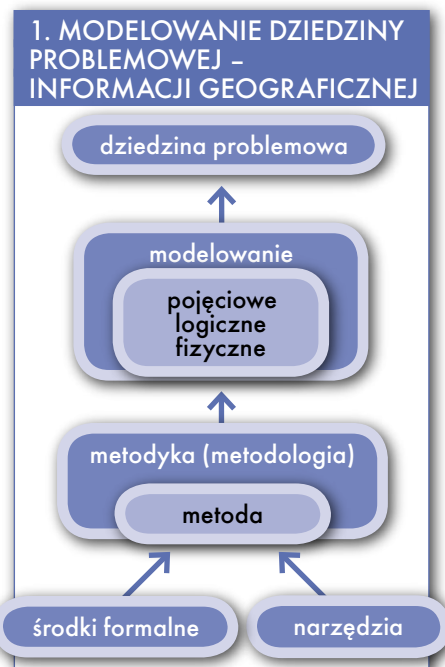 1. MODELOWANIE DZIEDZINY
PROBLEMOWEJ –
INFORMACJI GEOGRAFICZNEJ
dziedzina problemowa
modelowanie
pojęciowe
logiczne
fizyczne
metodyka (metodologia)
metoda
środki formalne
narzędzia